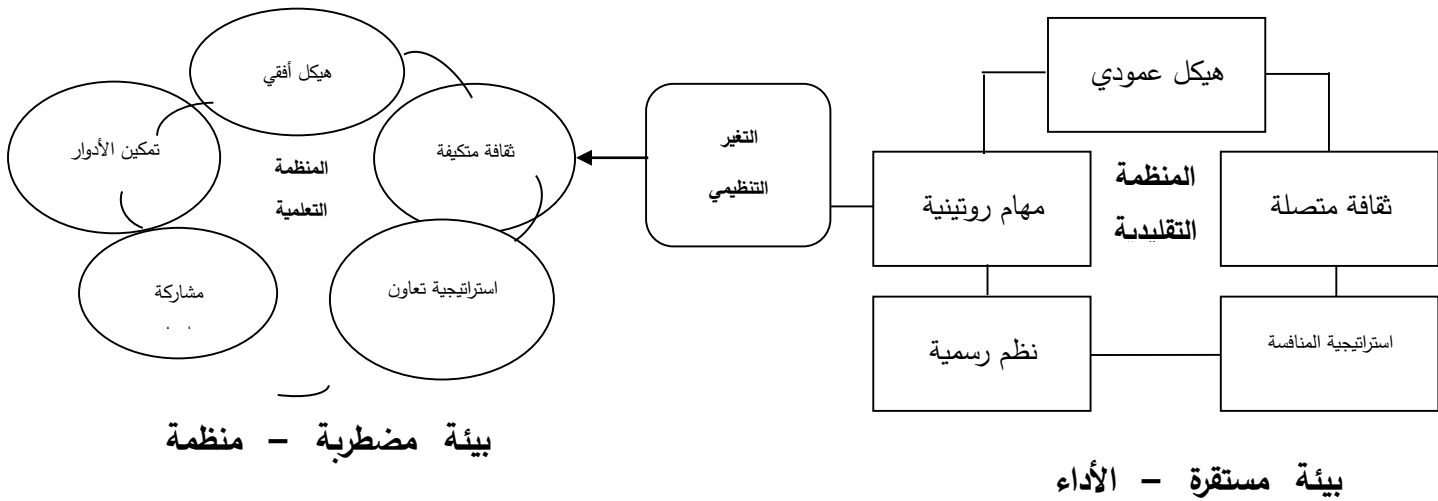 هيكل عمودي
المنظمة
التقليدية
ثقافة متصلة
مهام روتينية
استراتيجية المنافسة
نظم رسمية
بيئة مستقرة – الأداء
التغير
التنظيمي
هيكل أفقي
ثقافة متكيفة
تمكين الأدوار
المنظمة
التعلمية
استراتيجية تعاون
مشاركة
بيئة مضطربة – منظمة